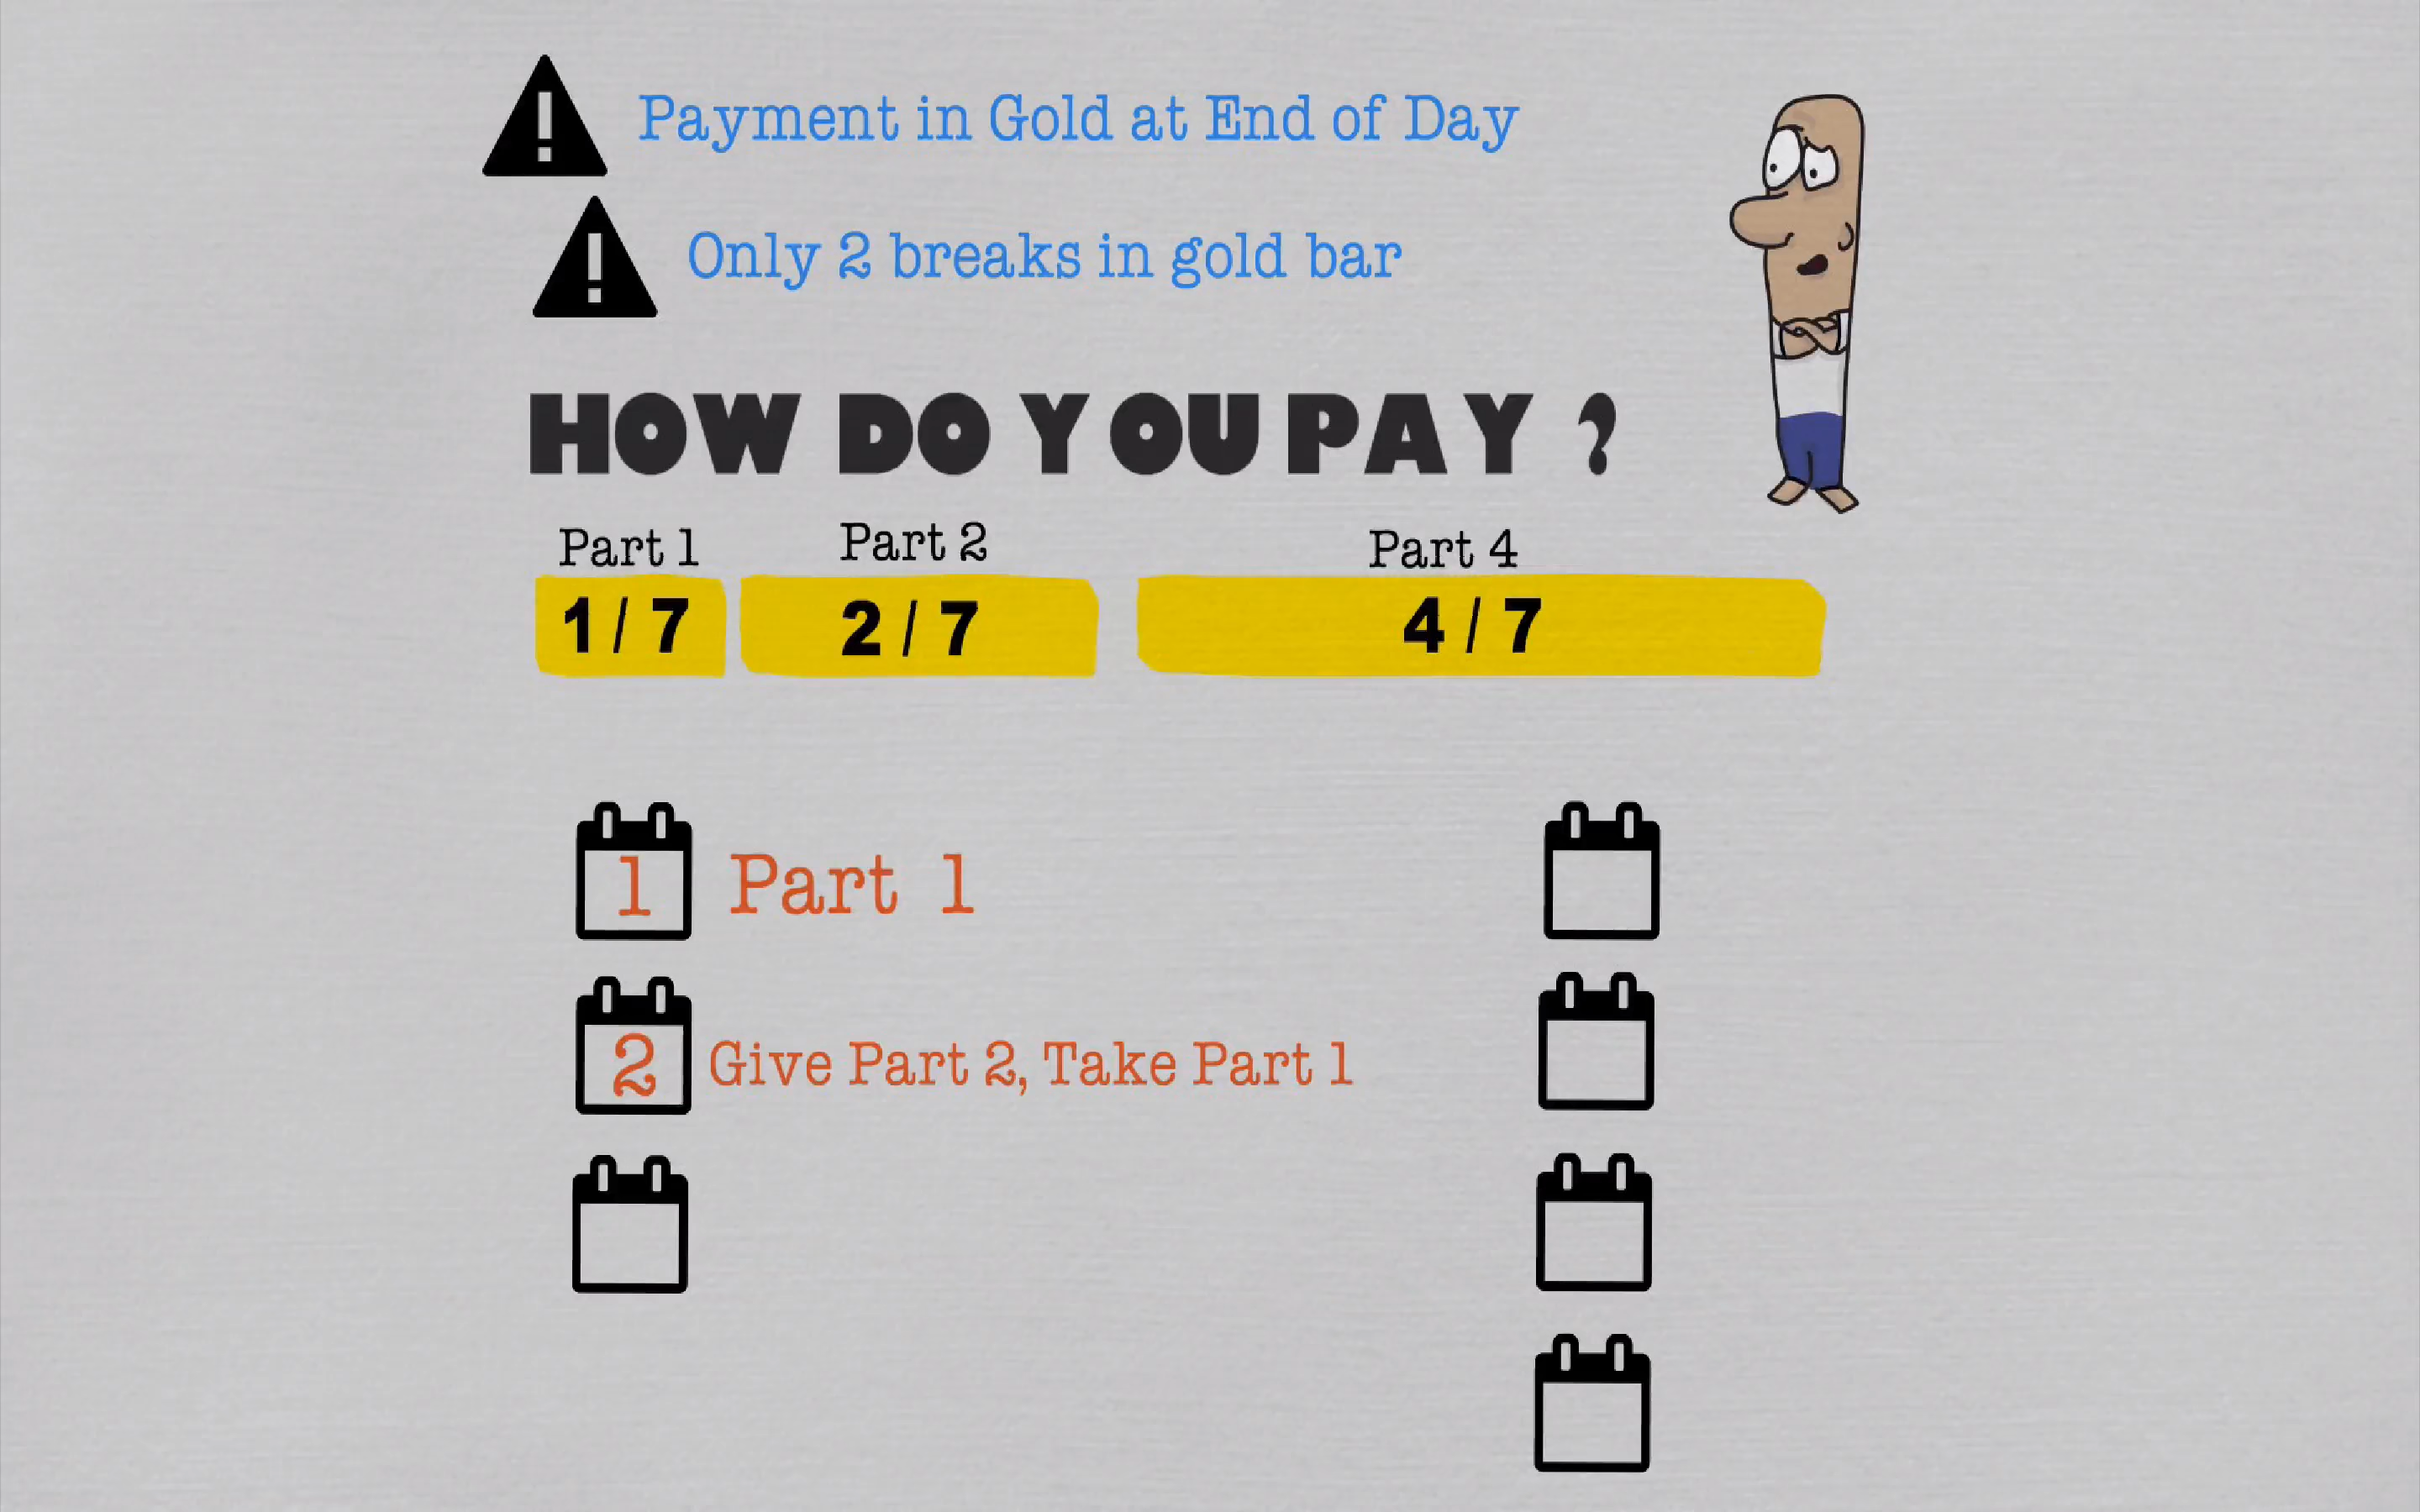 Payment in Gold at End of Day
Only 2 breaks in gold bar
HOW DO YOU PAY ?
Part 1 Part 2 Part 4
1 / 7 2 / 7 4 / 7
1 Part 1
2 Give Part 2, Take Part 1